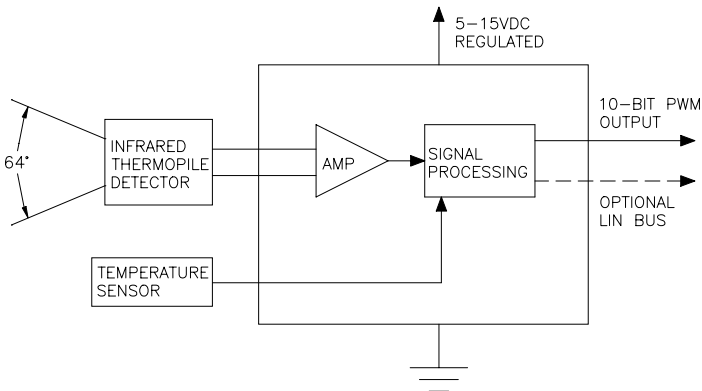 5-15VDC
REGULATED
10-BIT PWM
OUTPUT
64°
INFRARED
THERMOPILE
DETECTOR
AMP
SIGNAL
PROCESSING
OPTIONAL
LIN BUS
TEMPERATURE
SENSOR